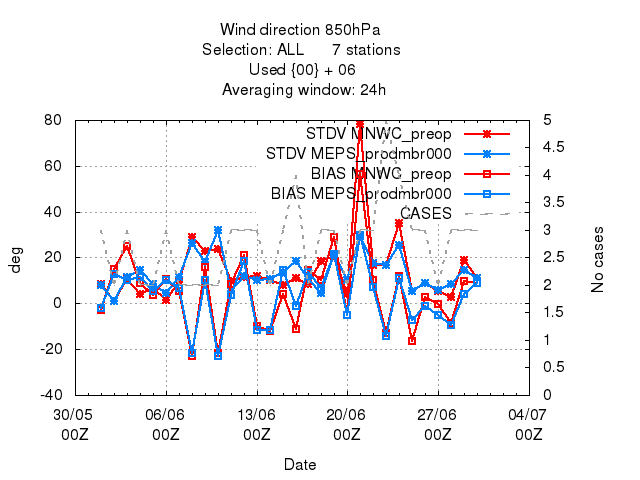 Wind direction 850hPa
Selection: ALL 7 stations
Used {00} + 06
Averaging window: 24h
STDV MNWC_preop
STDV MEPS_prodmbr000
BIAS MNWC_preop
BIAS MEPS_prodmbr000
CASES
80
60
40
20
0
-20
-40
deg
5
4.5
4
3.5
3
2.5
2
1.5
1
0.5
0
No cases
30/05 06/06 13/06 20/06 27/06 04/07
00Z 00Z 00Z 00Z 00Z 00Z
Date